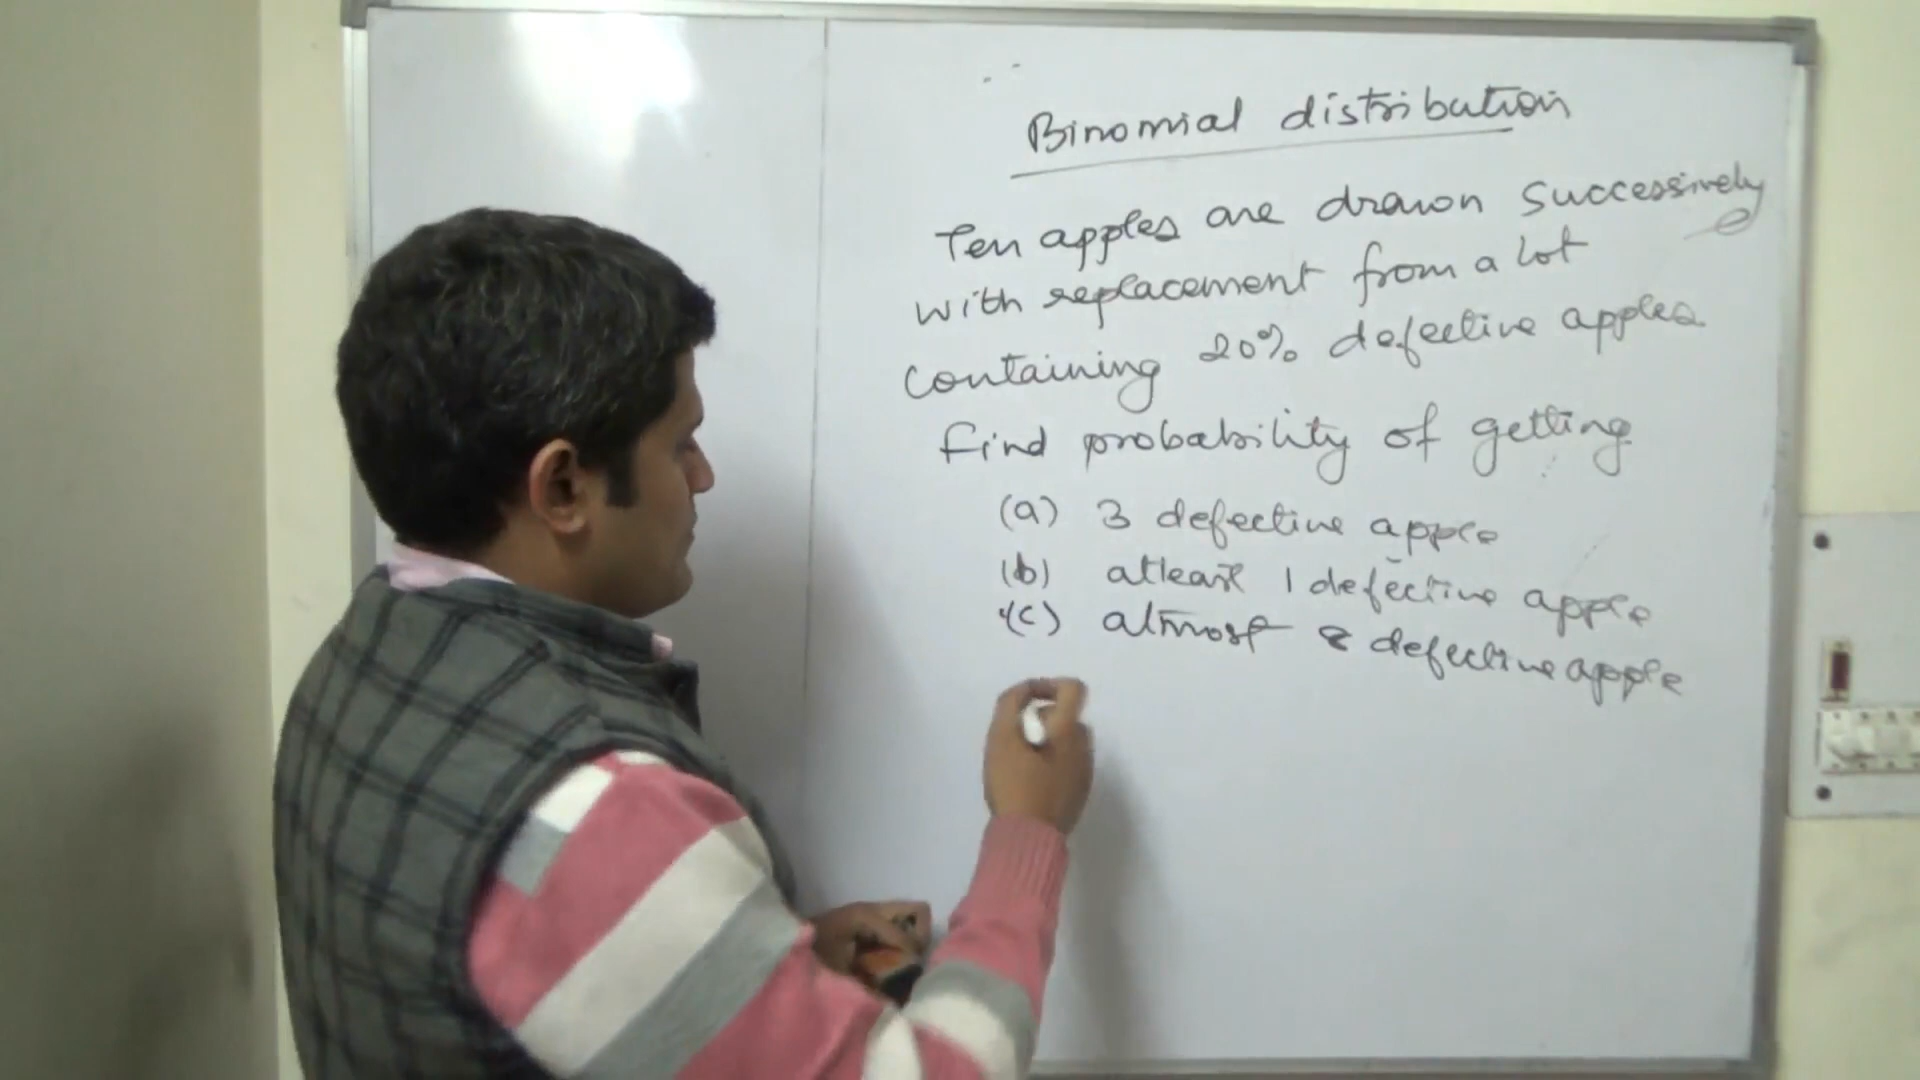 Binomial distribution
Ten apples are drawn successively
with replacement from a lot
containing 20% defective apples
find probability of getting
(a) 3 defective apple
(b) atleast 1 defective apple
(c) atmost defective apple